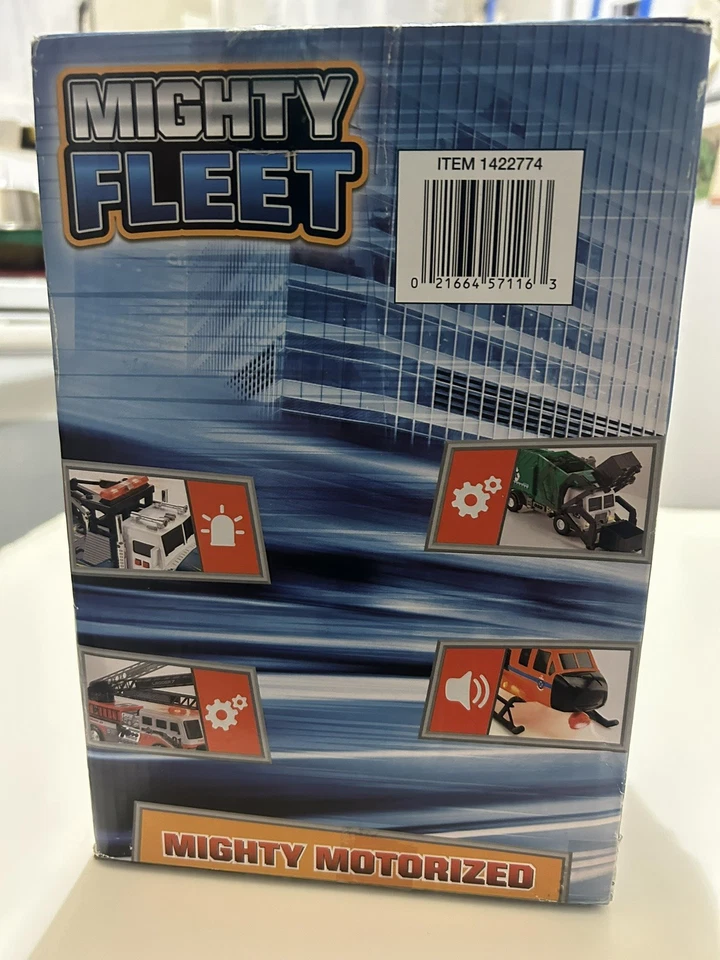 MIGHTY
FLEET
ITEM 1422774
0 21664 57116 3
MIGHTY MOTORIZED